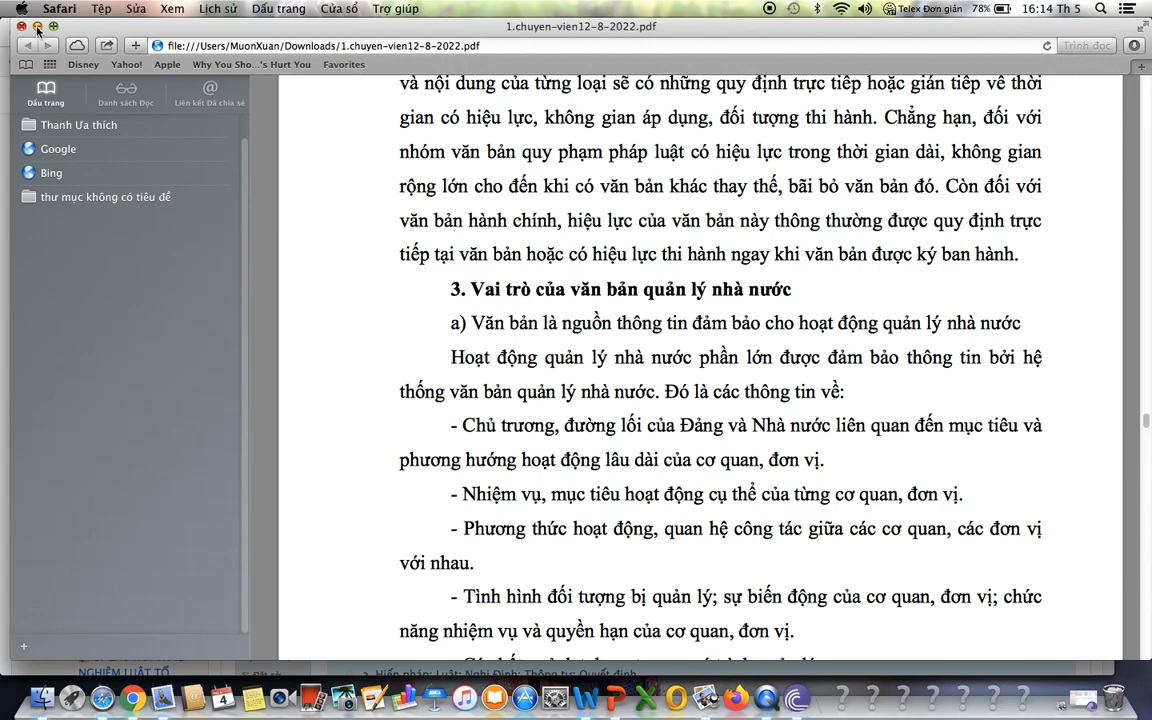 Safari Tệp Sửa Xem Lịch sử Dấu trang Cửa sổ Trợ giúp Telex Đơn giản 78% 16:14 Th 5
1.chuyen-vien12-8-2022.pdf
file:///Users/MuonXuan/Downloads/1.chuyen-vien12-8-2022.pdf Trình đọc
Disney Yahoo! Apple Why You Sho...'s Hurt You Favorites
Dấu trang Danh sách Đọc Liên kết Đã chia sẻ
Thanh Ưa thích
Google
Bing
thư mục không có tiêu đề
và nội dung của từng loại sẽ có những quy định trực tiếp hoặc gián tiếp về thời
gian có hiệu lực, không gian áp dụng, đối tượng thi hành. Chẳng hạn, đối với
nhóm văn bản quy phạm pháp luật có hiệu lực trong thời gian dài, không gian
rộng lớn cho đến khi có văn bản khác thay thế, bãi bỏ văn bản đó. Còn đối với
văn bản hành chính, hiệu lực của văn bản này thông thường được quy định trực
tiếp tại văn bản hoặc có hiệu lực thi hành ngay khi văn bản được ký ban hành.
3. Vai trò của văn bản quản lý nhà nước
a) Văn bản là nguồn thông tin đảm bảo cho hoạt động quản lý nhà nước
Hoạt động quản lý nhà nước phần lớn được đảm bảo thông tin bởi hệ
thống văn bản quản lý nhà nước. Đó là các thông tin về:
- Chủ trương, đường lối của Đảng và Nhà nước liên quan đến mục tiêu và
phương hướng hoạt động lâu dài của cơ quan, đơn vị.
- Nhiệm vụ, mục tiêu hoạt động cụ thể của từng cơ quan, đơn vị.
- Phương thức hoạt động, quan hệ công tác giữa các cơ quan, các đơn vị
với nhau.
- Tình hình đối tượng bị quản lý; sự biến động của cơ quan, đơn vị; chức
năng nhiệm vụ và quyền hạn của cơ quan, đơn vị.
NGHIỆM LUẬT TỔ
a. Hiến pháp; Luật; Nghị Định; Thông tư; Quyết định
4